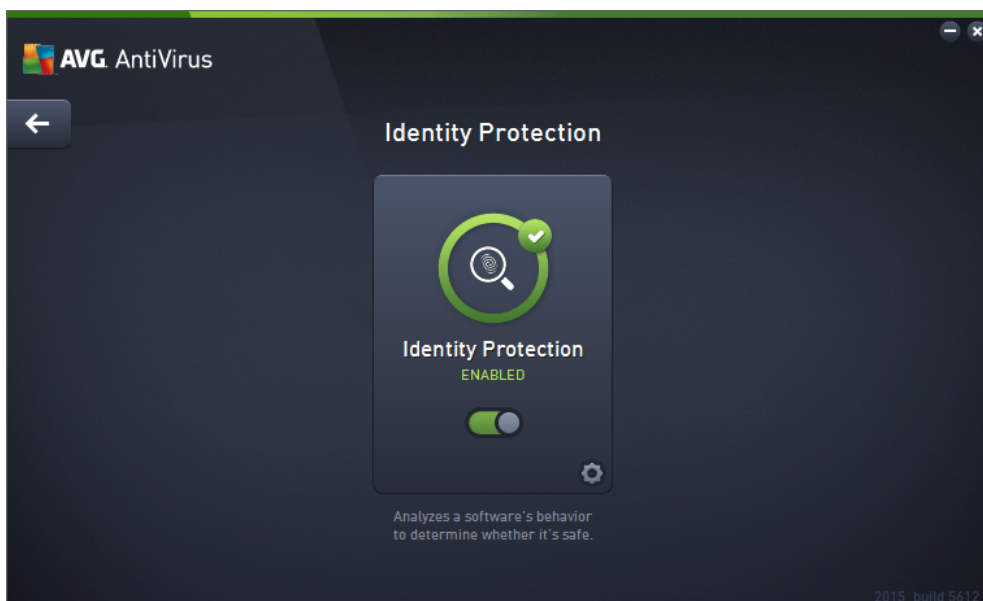 AVG. AntiVirus
Identity Protection
Identity Protection
ENABLED
Analyzes a software's behavior
to determine whether it's safe.
2015 build 5612